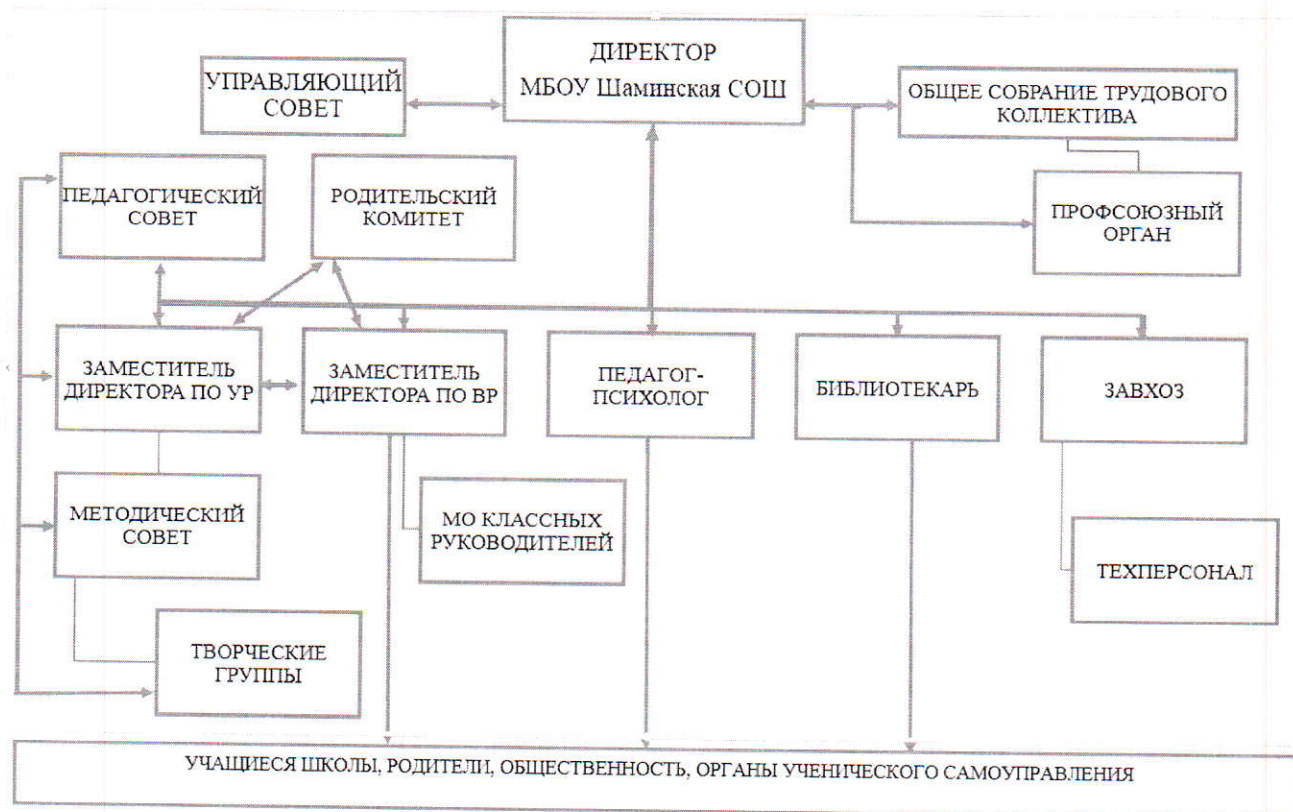 ДИРЕКТОР
МБОУ Шаминская СОШ
УПРАВЛЯЮЩИЙ
СОВЕТ
ОБЩЕЕ СОБРАНИЕ ТРУДОВОГО
КОЛЛЕКТИВА
ПЕДАГОГИЧЕСКИЙ
СОВЕТ
РОДИТЕЛЬСКИЙ
КОМИТЕТ
ПРОФСОЮЗНЫЙ
ОРГАН
ЗАМЕСТИТЕЛЬ
ДИРЕКТОРА ПО УР
ЗАМЕСТИТЕЛЬ
ДИРЕКТОРА ПО ВР
ПЕДАГОГ-
ПСИХОЛОГ
БИБЛИОТЕКАРЬ
ЗАВХОЗ
МЕТОДИЧЕСКИЙ
СОВЕТ
МО КЛАССНЫХ
РУКОВОДИТЕЛЕЙ
ТЕХПЕРСОНАЛ
ТВОРЧЕСКИЕ
ГРУППЫ
УЧАЩИЕСЯ ШКОЛЫ, РОДИТЕЛИ, ОБЩЕСТВЕННОСТЬ, ОРГАНЫ УЧЕНИЧЕСКОГО САМОУПРАВЛЕНИЯ